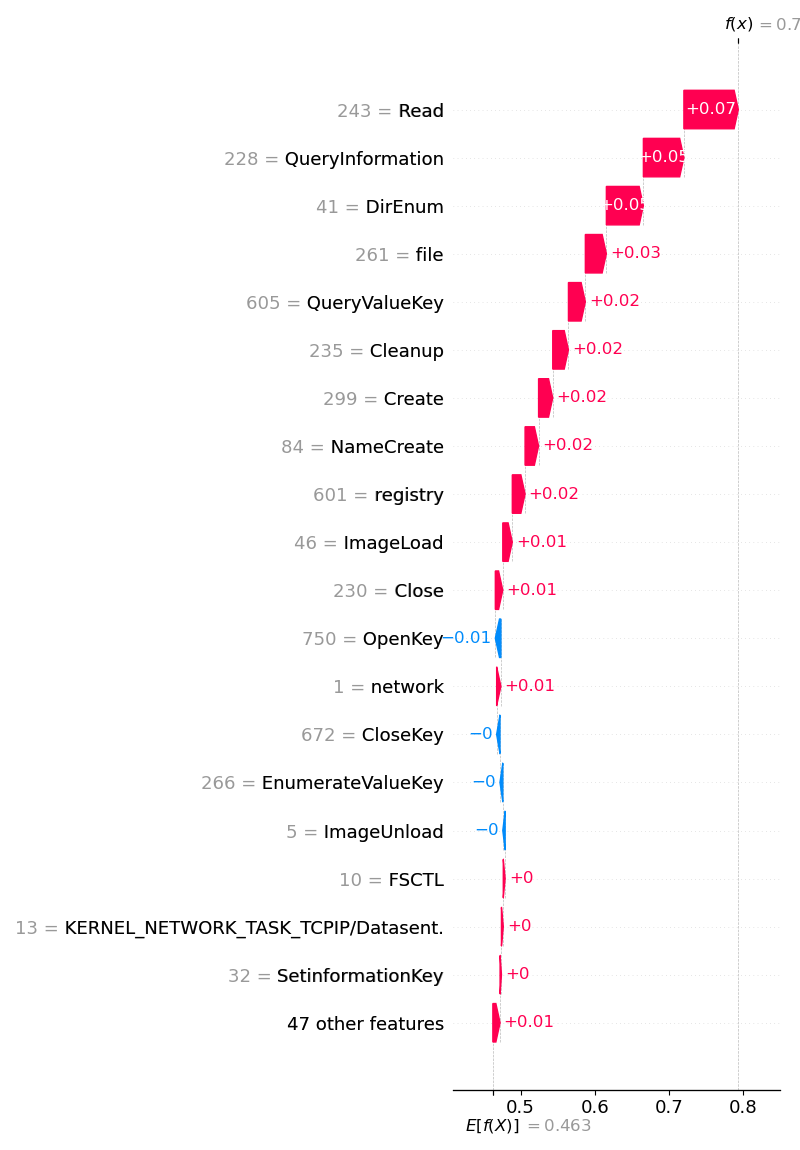 f(x) = 0.7
243 = Read +0.07
228 = QueryInformation +0.05
41 = DirEnum +0.05
261 = file +0.03
605 = QueryValueKey +0.02
235 = Cleanup +0.02
299 = Create +0.02
84 = NameCreate +0.02
601 = registry +0.02
46 = ImageLoad +0.01
230 = Close +0.01
750 = OpenKey −0.01
1 = network +0.01
672 = CloseKey −0
266 = EnumerateValueKey −0
5 = ImageUnload −0
10 = FSCTL +0
13 = KERNEL_NETWORK_TASK_TCPIP/Datasent. +0
32 = SetinformationKey +0
47 other features +0.01
0.5 0.6 0.7 0.8
E[f(X)] = 0.463